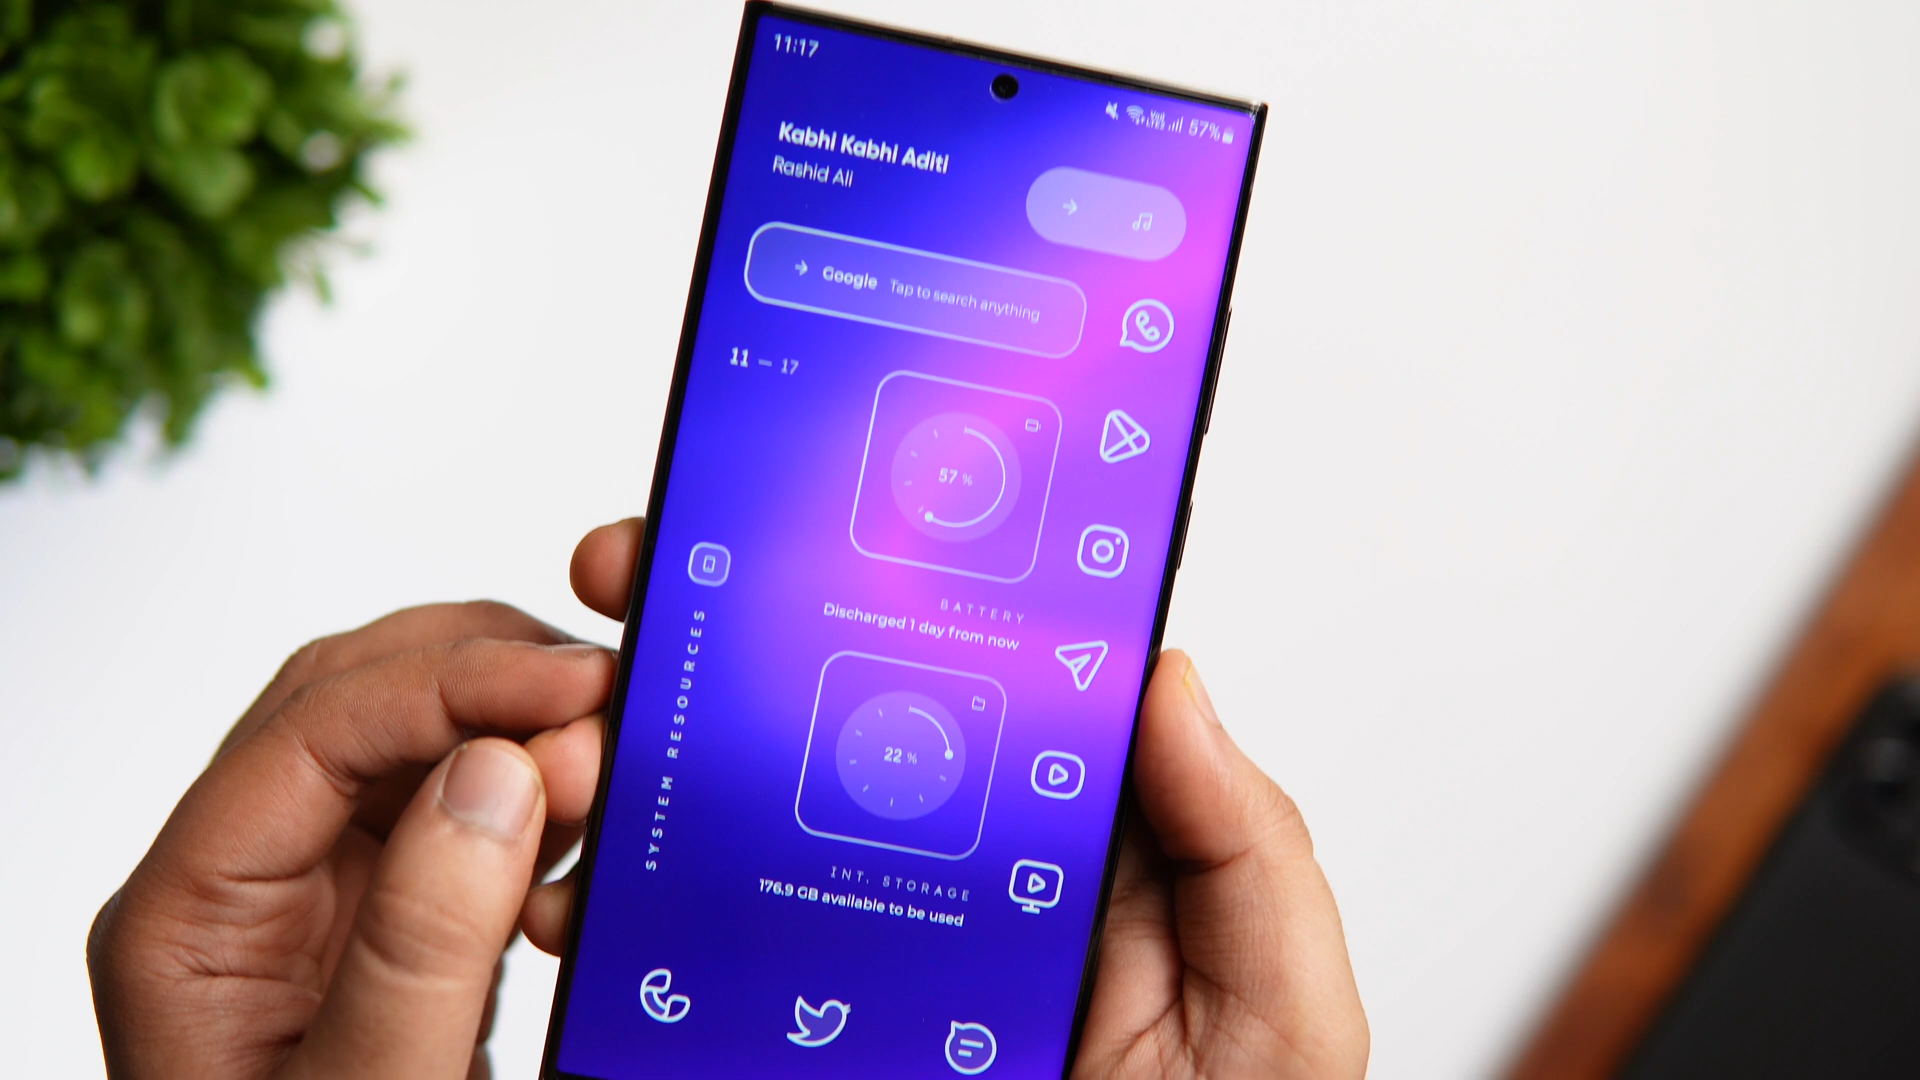 11:17
57%
Kabhi Kabhi Aditi
Rashid Ali
Google Tap to search anything
11 — 17
57 %
BATTERY
Discharged 1 day from now
SYSTEM RESOURCES
22 %
INT. STORAGE
176.9 GB available to be used